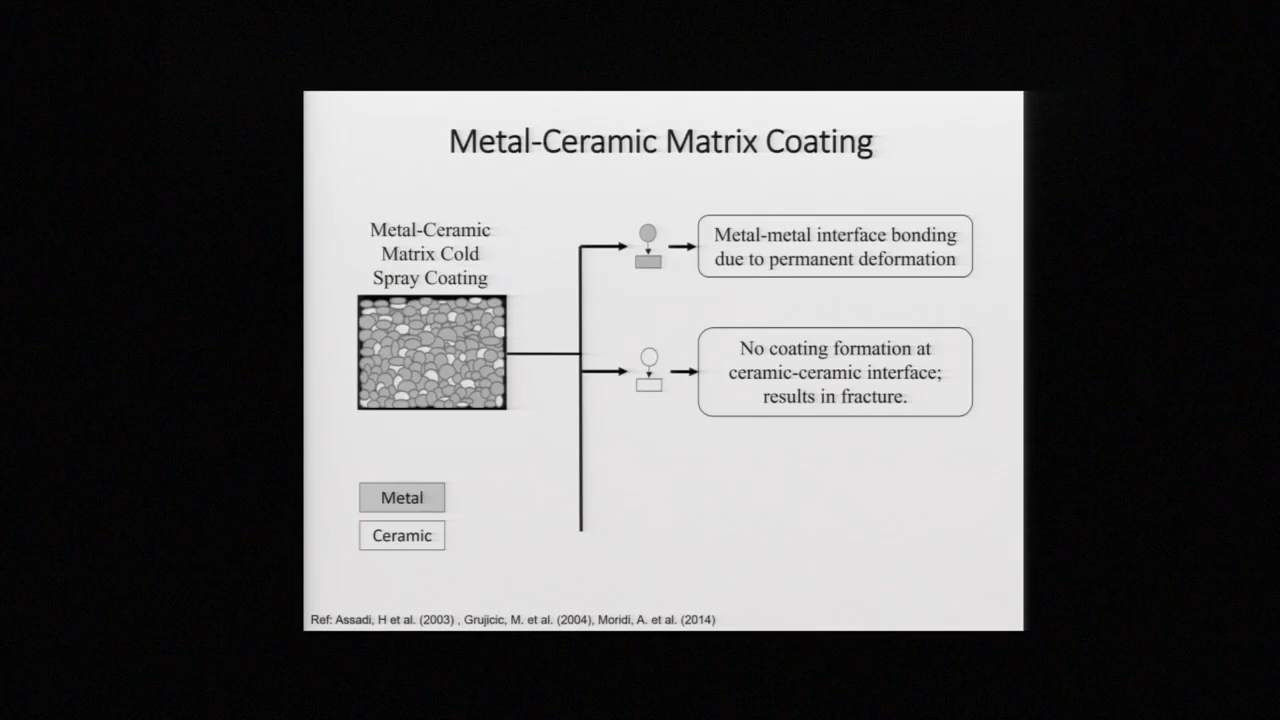 Metal-Ceramic Matrix Coating
Metal-Ceramic
Matrix Cold
Spray Coating
Metal-metal interface bonding
due to permanent deformation
No coating formation at
ceramic-ceramic interface;
results in fracture.
Metal
Ceramic
Ref: Assadi, H et al. (2003) , Grujicic, M. et al. (2004), Moridi, A. et al. (2014)